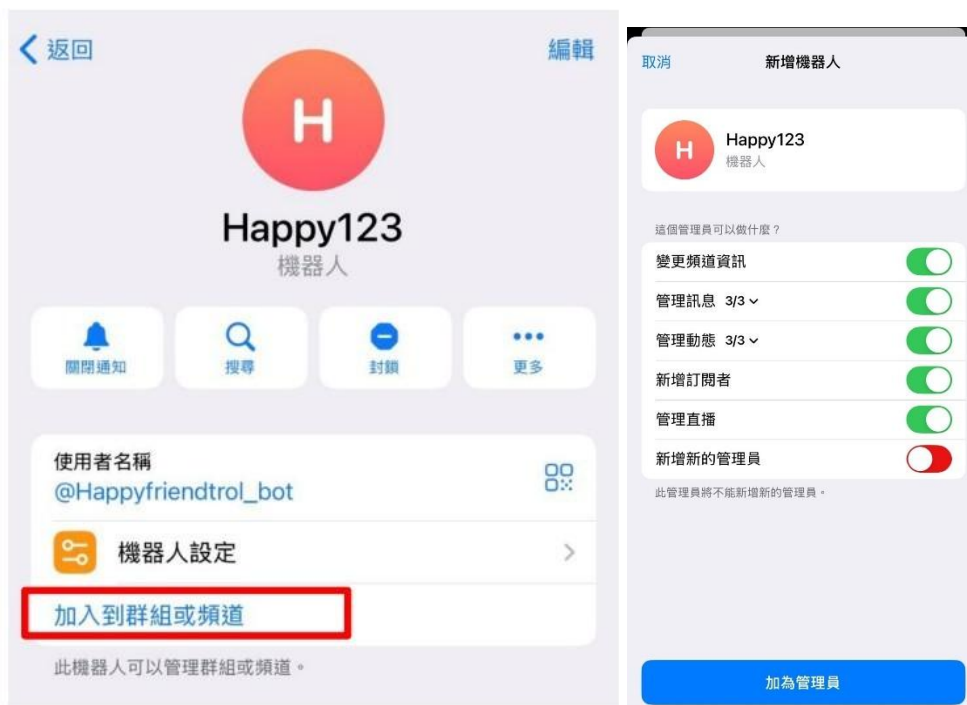 返回
編輯
H
Happy123
機器人
關閉通知
搜尋
封鎖
更多
使用者名稱
@Happyfriendtrol_bot
機器人設定
加入到群組或頻道
此機器人可以管理群組或頻道。
取消
新增機器人
H
Happy123
機器人
這個管理員可以做什麼？
變更頻道資訊
管理訊息 3/3
管理動態 3/3
新增訂閱者
管理直播
新增新的管理員
此管理員將不能新增新的管理員。
加為管理員